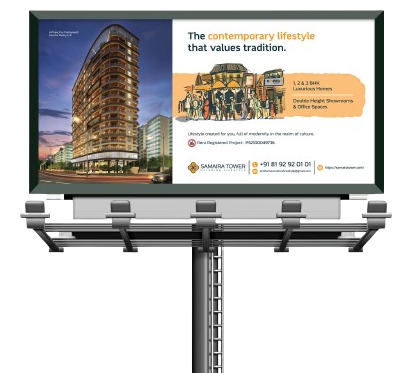 The contemporary lifestyle
that values tradition.
1, 2 & 3 BHK
Luxurious Homes
Double Height Showrooms
& Office Spaces
Lifestyle created for you, full of modernity in the realm of culture.
Rera Registered Project -
SAMAIRA TOWER
+91 81 92 92 01 01